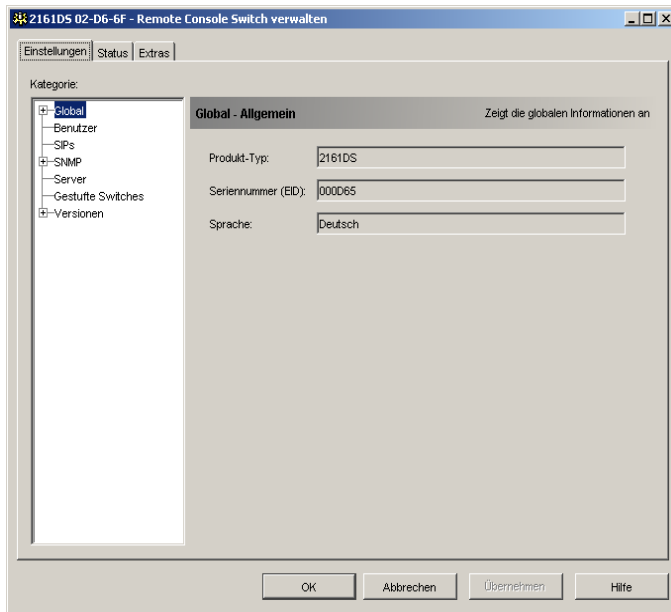 2161DS 02-D6-6F - Remote Console Switch verwalten
Einstellungen Status Extras
Kategorie:
Global
Benutzer
SIPs
SNMP
Server
Gestufte Switches
Versionen
Global - Allgemein Zeigt die globalen Informationen an
Produkt-Typ: 2161DS
Seriennummer (EID): 000D65
Sprache: Deutsch
OK Abbrechen Übernehmen Hilfe